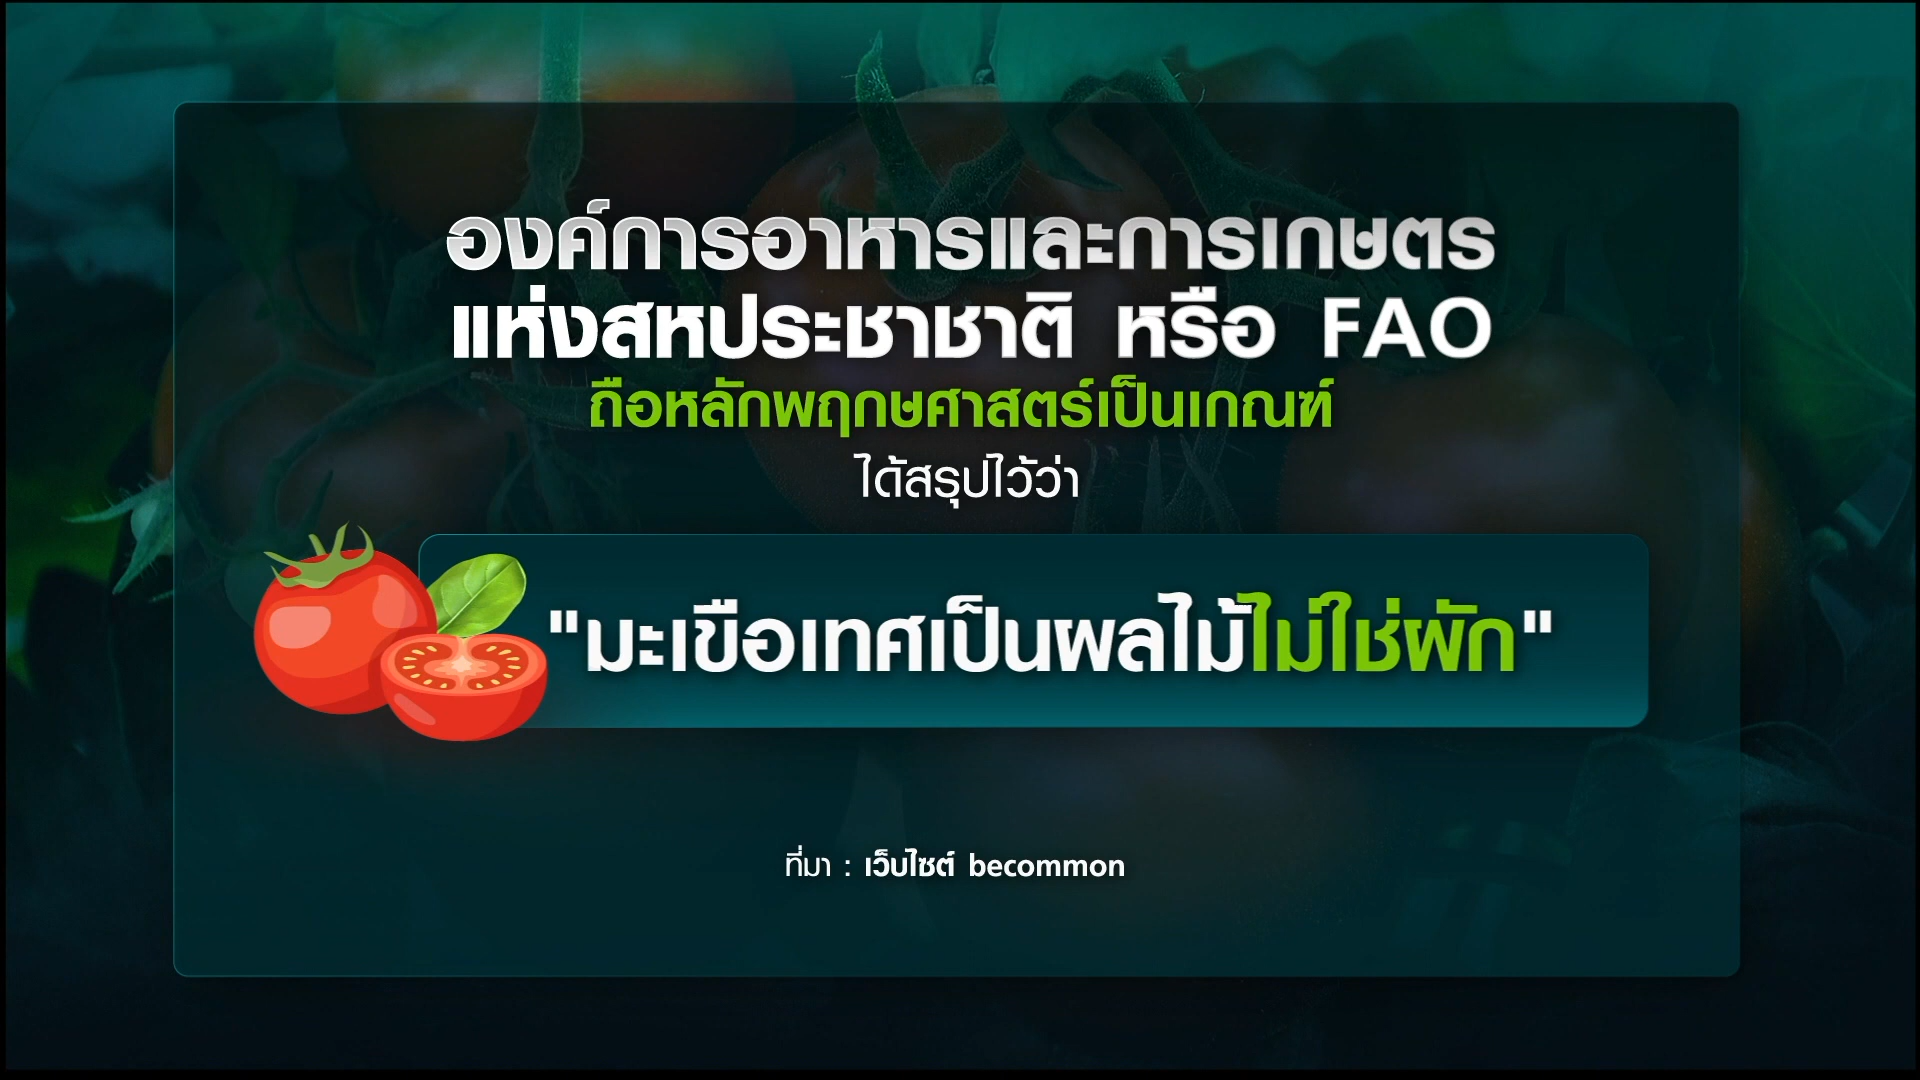 องค์การอาหารและการเกษตร
แห่งสหประชาชาติ หรือ FAO
ถือหลักพฤกษศาสตร์เป็นเกณฑ์
ได้สรุปไว้ว่า
"มะเขือเทศเป็นผลไม้ไม่ใช่ผัก"
ที่มา : เว็บไซต์ becommon